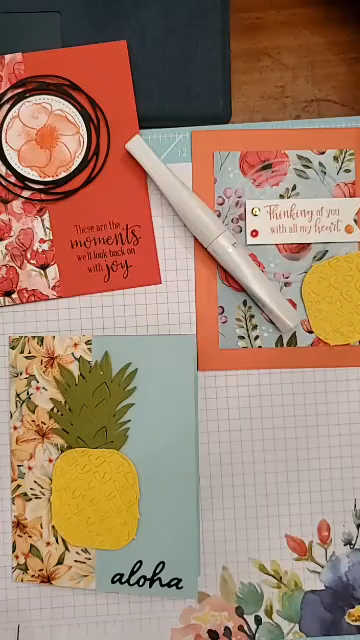 These are the
moments
we'll look back on
with joy
Thinking of you
with all my heart
aloha
12